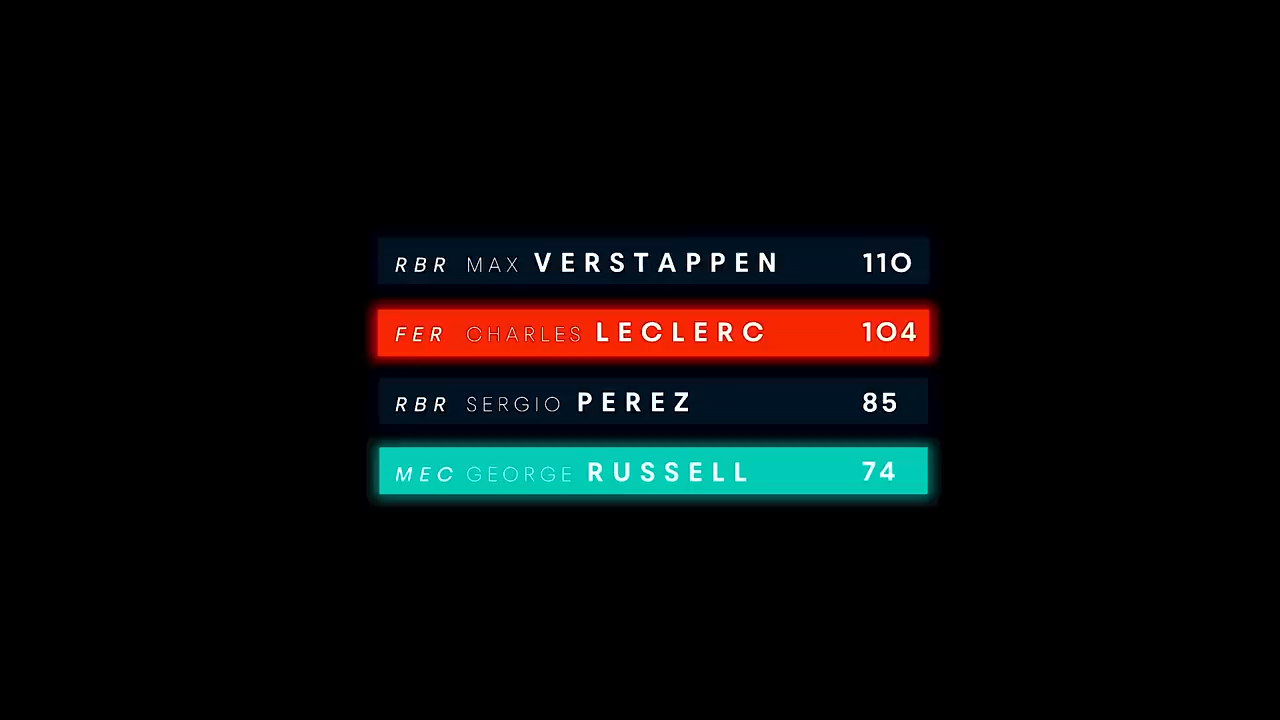 RBR MAX VERSTAPPEN 110
FER CHARLES LECLERC 104
RBR SERGIO PEREZ 85
MEC GEORGE RUSSELL 74